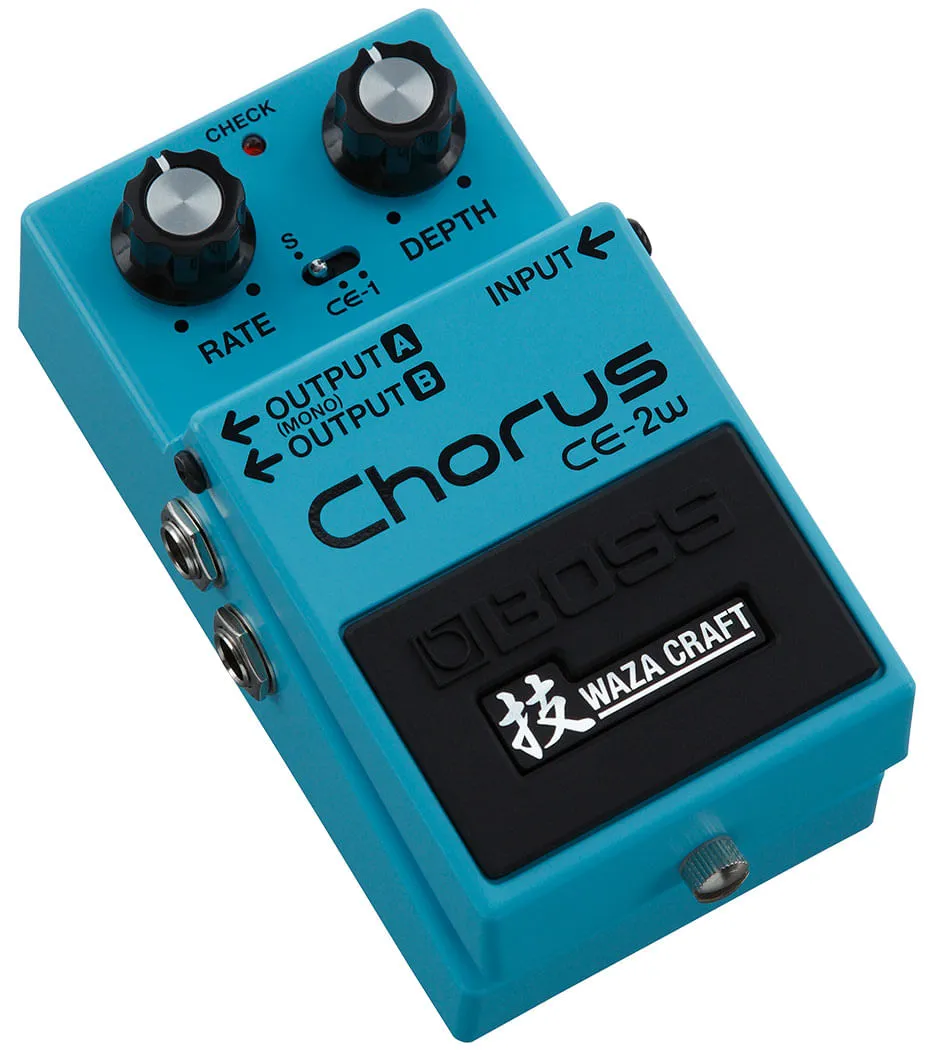 CHECK
DEPTH
S
CE-1
RATE
INPUT
OUTPUT A
(MONO)
OUTPUT B
Chorus
CE-2w
BOSS
技 WAZA CRAFT